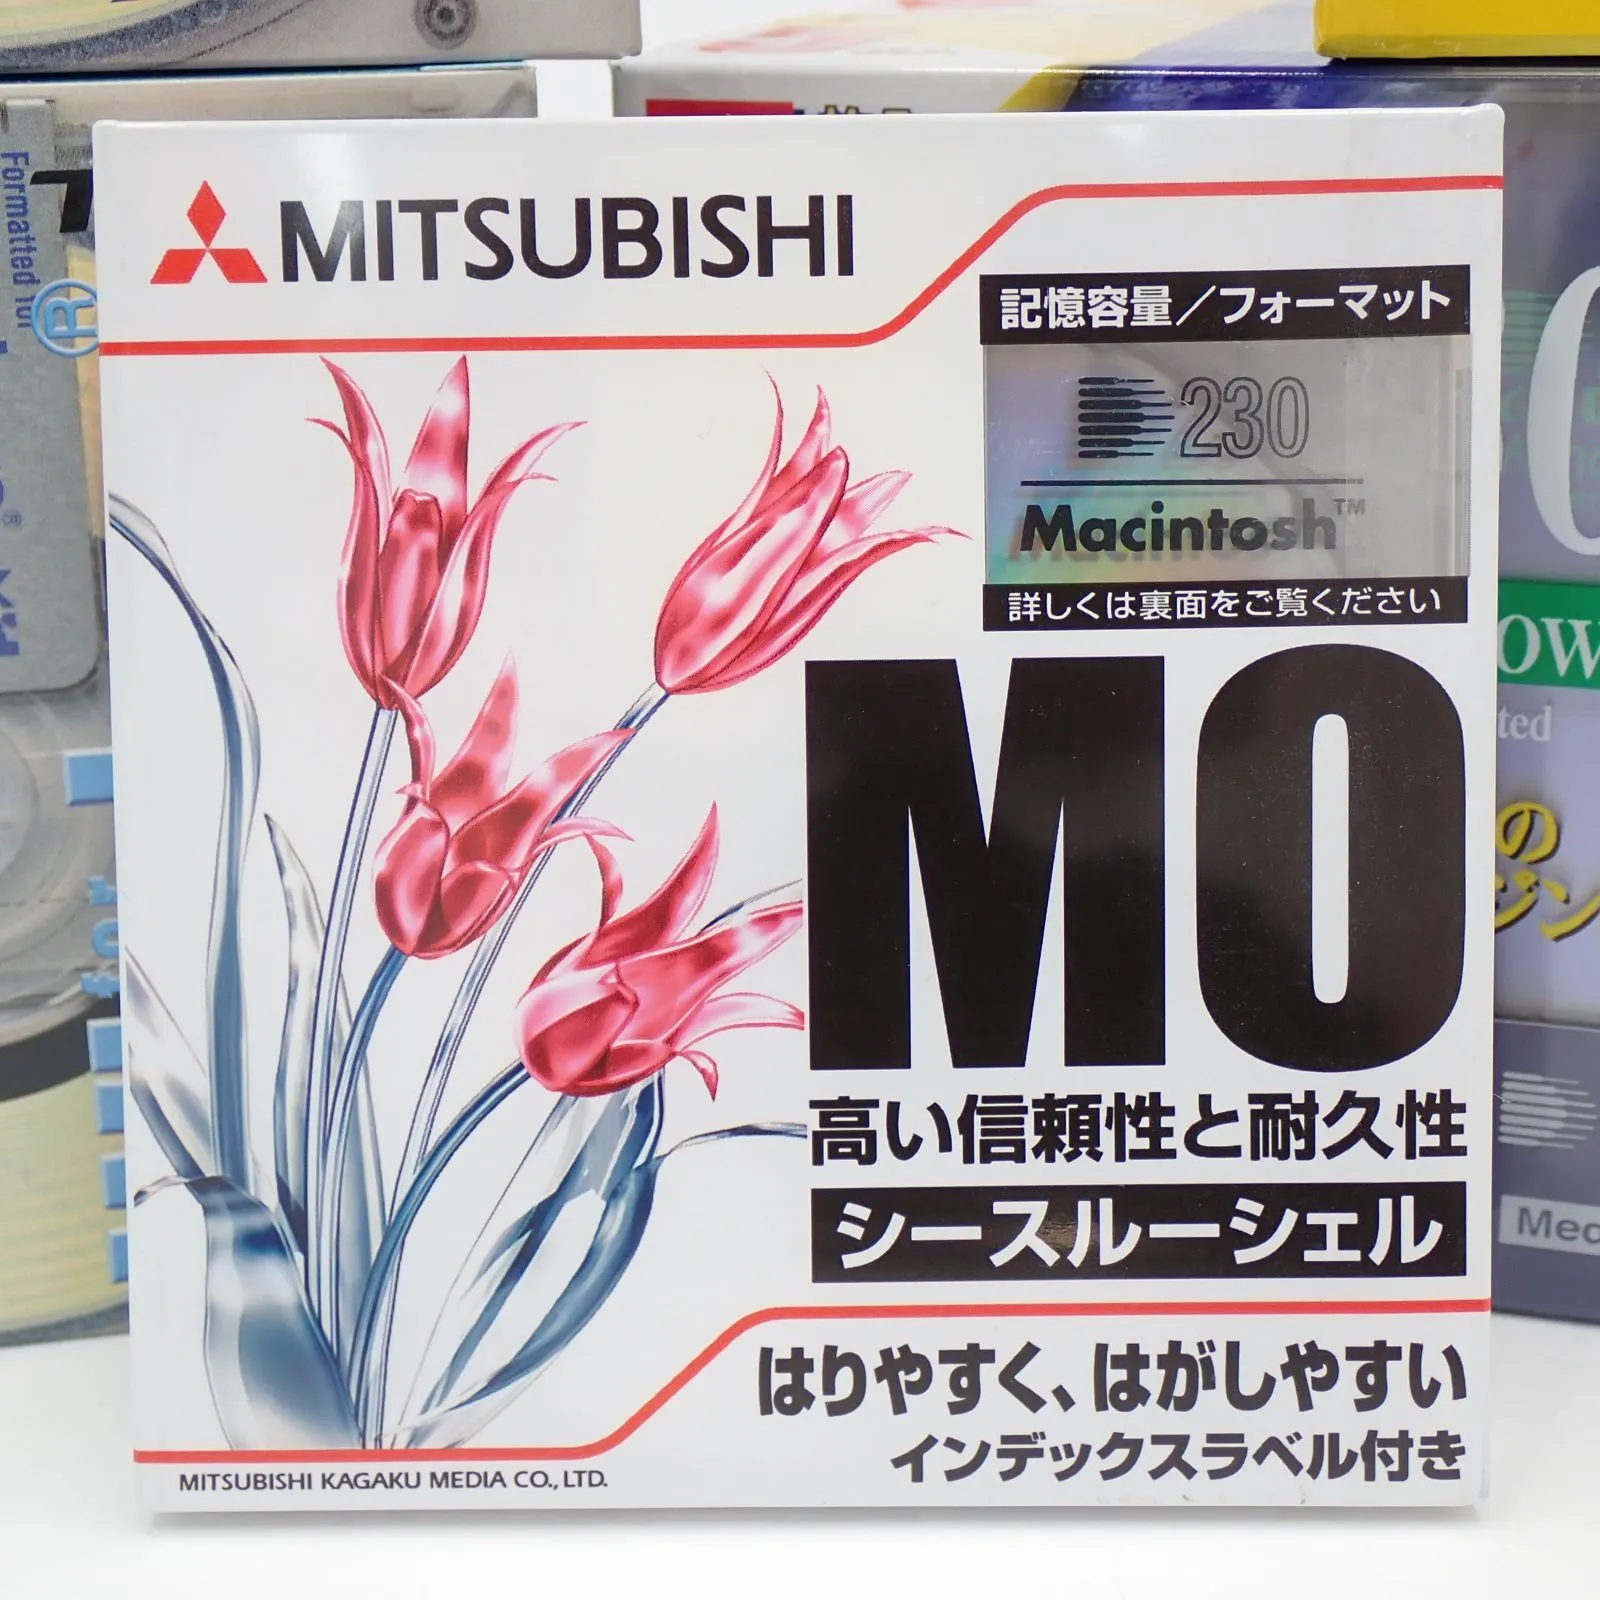 MITSUBISHI
記憶容量/フォーマット
230
Macintosh™
詳しくは裏面をご覧ください
MO
高い信頼性と耐久性
シースルーシェル
はりやすく、はがしやすい
インデックスラベル付き
MITSUBISHI KAGAKU MEDIA CO., LTD.
Formatted for
®
の